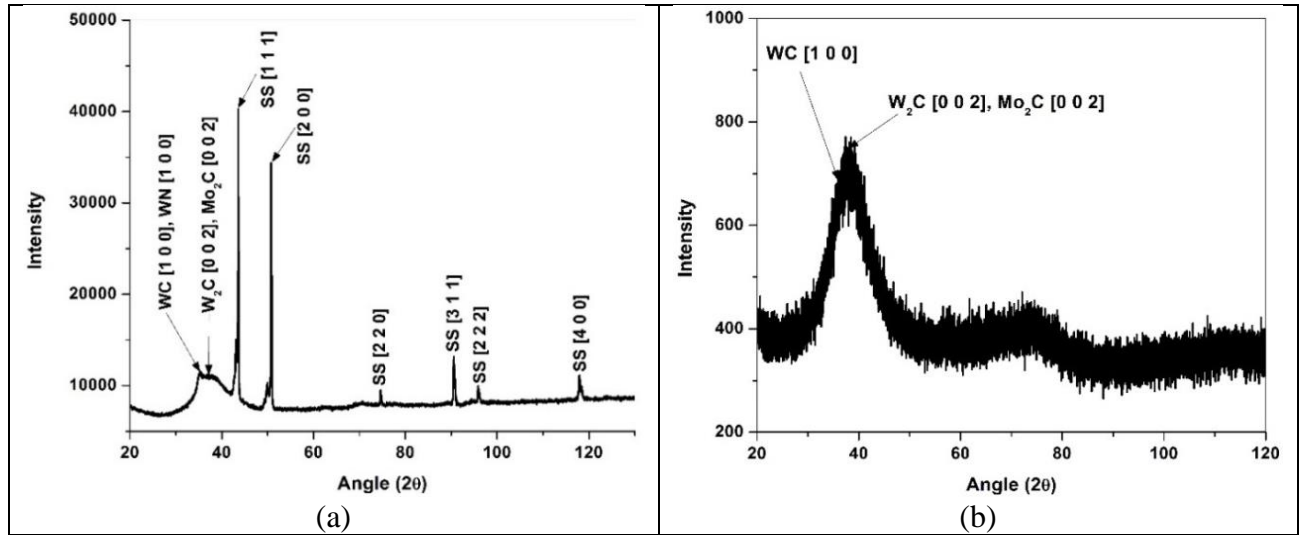 50000
40000
30000
20000
10000
Intensity
WC [1 0 0], WN [1 0 0]
W₂C [0 0 2], Mo₂C [0 0 2]
SS [1 1 1]
SS [2 0 0]
SS [2 2 0]
SS [3 1 1]
SS [2 2 2]
SS [4 0 0]
20 40 60 80 100 120
Angle (2θ)
(a)
1000
800
600
400
200
Intensity
WC [1 0 0]
W₂C [0 0 2], Mo₂C [0 0 2]
20 40 60 80 100 120
Angle (2θ)
(b)